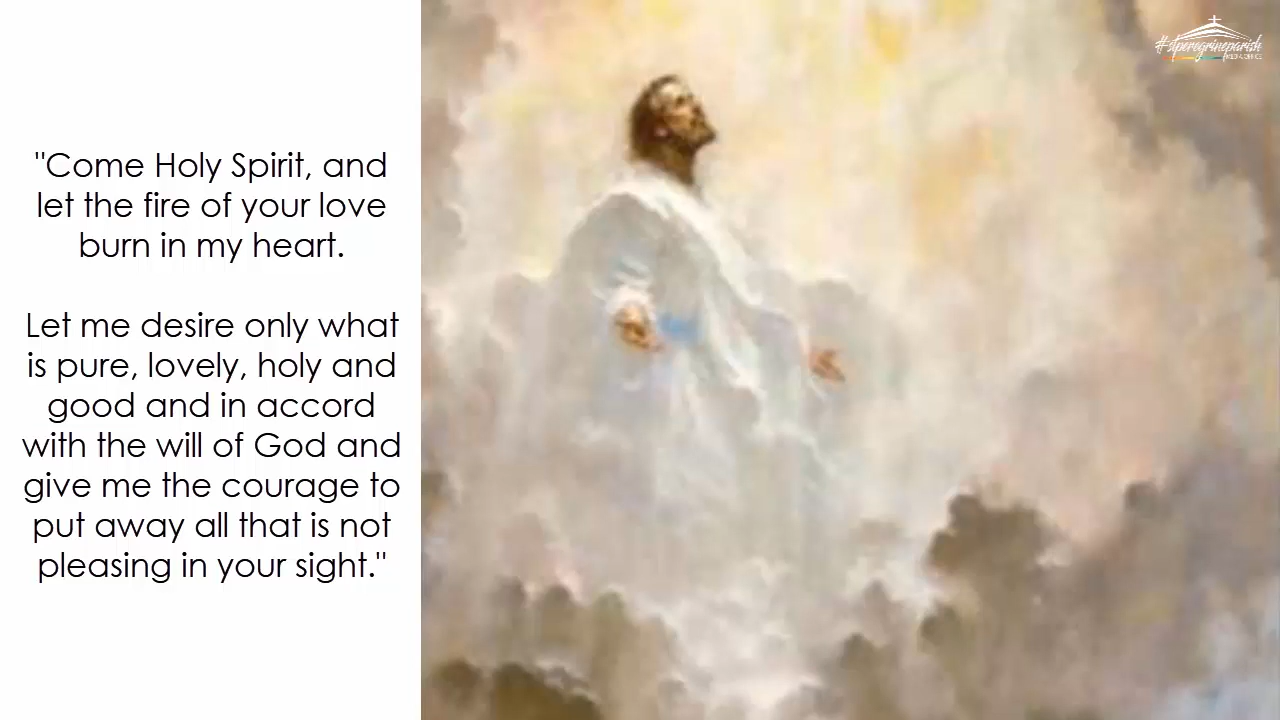 "Come Holy Spirit, and
let the fire of your love
burn in my heart.
Let me desire only what
is pure, lovely, holy and
good and in accord
with the will of God and
give me the courage to
put away all that is not
pleasing in your sight."
#stperegrineparish
MEDIA OFFICE